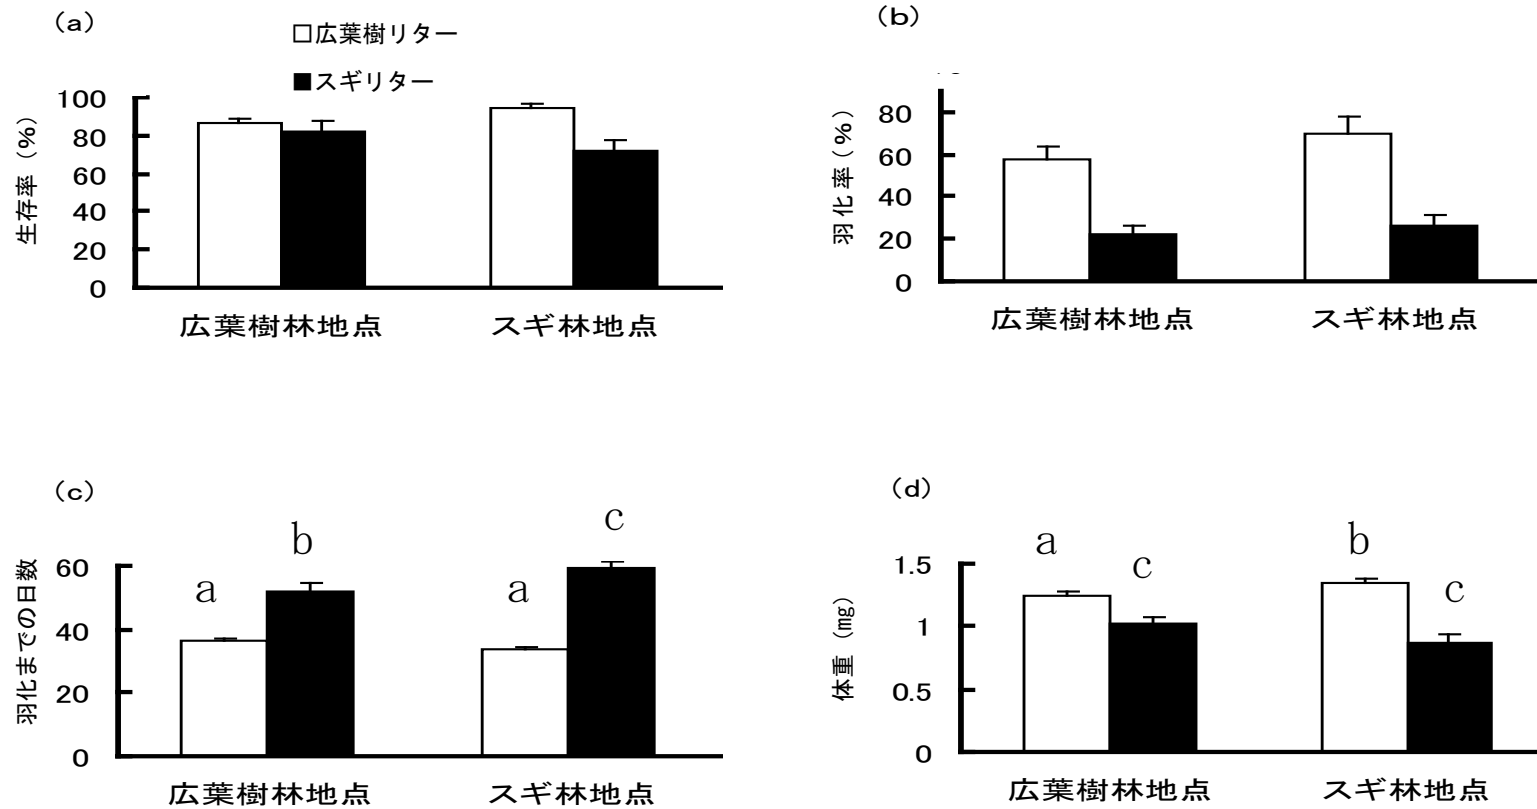 (a)
□広葉樹リター
■スギリター
生存率 (%)
100
80
60
40
20
0
広葉樹林地点 スギ林地点
(b)
羽化率(%)
80
60
40
20
0
広葉樹林地点 スギ林地点
(c)
羽化までの日数
60
40
20
0
a b a c
広葉樹林地点 スギ林地点
(d)
体重 (mg)
1.5
1
0.5
0
a c b c
広葉樹林地点 スギ林地点